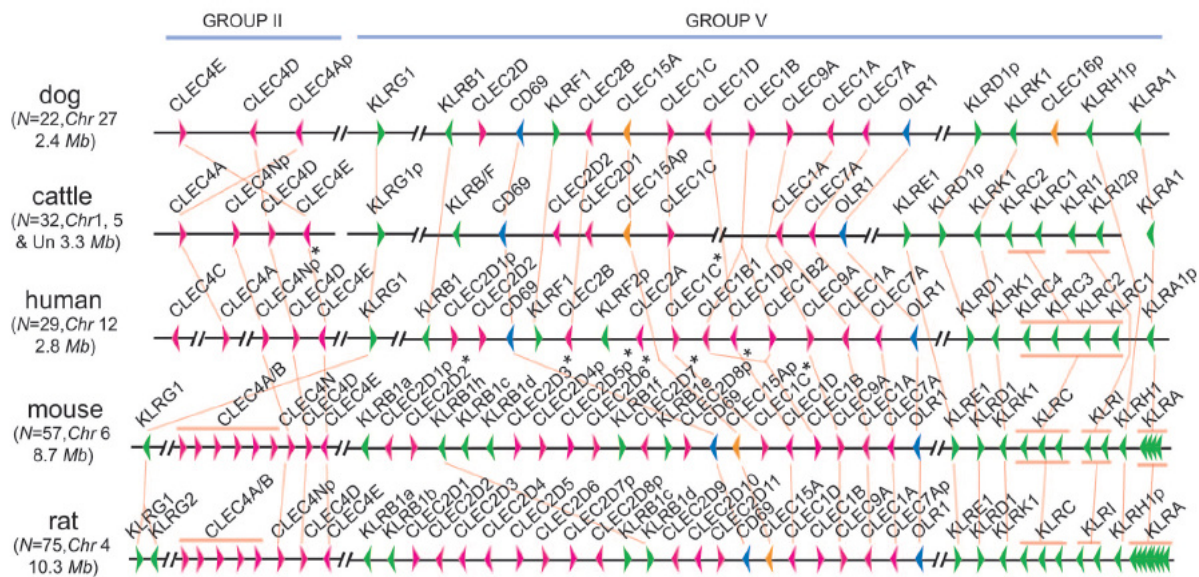 GROUP II GROUP V
CLEC4E CLEC4D CLEC4Ap KLRG1 KLRB1 CLEC2D CD69 KLRF1 CLEC2B CLEC15A CLEC1C CLEC1D CLEC1B CLEC9A CLEC1A CLEC7A OLR1 KLRD1p KLRK1 CLEC16p KLRH1p KLRA1
dog
(N=22,Chr 27
2.4 Mb)
CLEC4A CLEC4Np CLEC4D CLEC4E KLRG1p KLRB/F CD69 CLEC2D2 CLEC2D1 CLEC15Ap CLEC1C CLEC1A CLEC7A OLR1 KLRE1 KLRD1p KLRK1 KLRC2 KLRC1 KLRI1 KLRI2p KLRA1
cattle
(N=32,Chr1, 5
& Un 3.3 Mb)
CLEC4C CLEC4A CLEC4Np* CLEC4D CLEC4E KLRG1 KLRB1 CLEC2D1p CLEC2D2 CD69 KLRF1 CLEC2B KLRF2p CLEC2A CLEC1C* CLEC1B1 CLEC1Dp CLEC1B2 CLEC9A CLEC1A CLEC7A OLR1 KLRD1 KLRK1 KLRC4 KLRC3 KLRC2 KLRC1 KLRA1p
human
(N=29,Chr 12
2.8 Mb)
KLRG1 CLEC4A/B CLEC4N CLEC4D CLEC4E KLRB1a CLEC2D1p CLEC2D2* KLRB1h KLRB1c KLRB1d CLEC2D3* CLEC2D4p CLEC2D5p* CLEC2D6* KLRB1f CLEC2D7* KLRB1e CLEC2D8p* CD69 CLEC15Ap CLEC1C* CLEC1D CLEC1B CLEC9A CLEC1A CLEC7A OLR1 KLRE1 KLRD1 KLRK1 KLRC KLRI KLRH1 KLRA
mouse
(N=57,Chr 6
8.7 Mb)
KLRG1 KLRG2 CLEC4A/B CLEC4Np CLEC4D CLEC4E KLRB1a KLRB1b CLEC2D1 CLEC2D2 CLEC2D3 CLEC2D4 CLEC2D5 CLEC2D6 CLEC2D7p CLEC2D8p KLRB1c KLRB1d CLEC2D9 CLEC2D10 CLEC2D11 CD69 CLEC15A CLEC1D CLEC1B CLEC9A CLEC1A CLEC7Ap OLR1 KLRE1 KLRD1 KLRK1 KLRC KLRI KLRH1p KLRA
rat
(N=75,Chr 4
10.3 Mb)